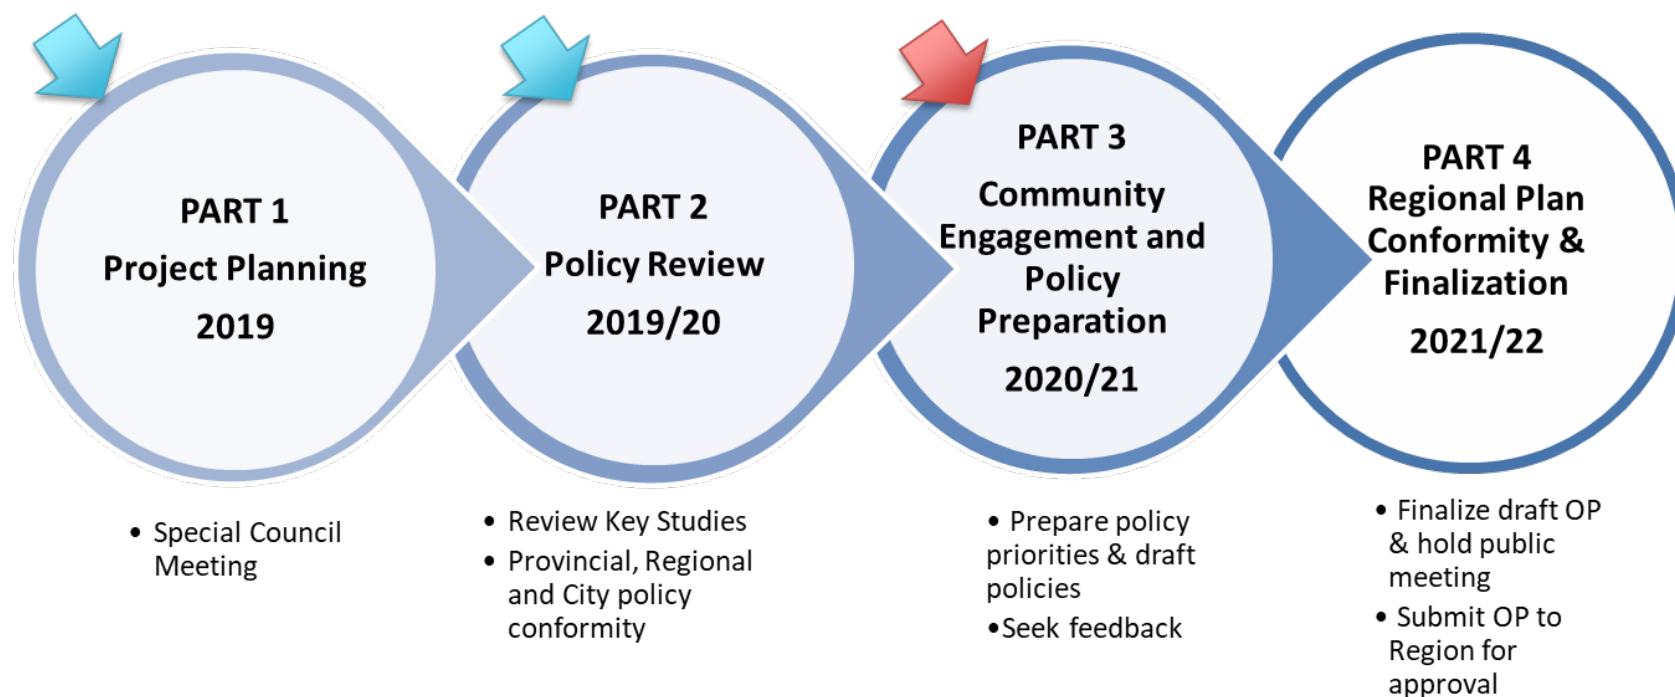 PART 1
Project Planning
2019
• Special Council
Meeting
PART 2
Policy Review
2019/20
• Review Key Studies
• Provincial, Regional
and City policy
conformity
PART 3
Community
Engagement and
Policy
Preparation
2020/21
• Prepare policy
priorities & draft
policies
•Seek feedback
PART 4
Regional Plan
Conformity &
Finalization
2021/22
• Finalize draft OP
& hold public
meeting
• Submit OP to
Region for
approval